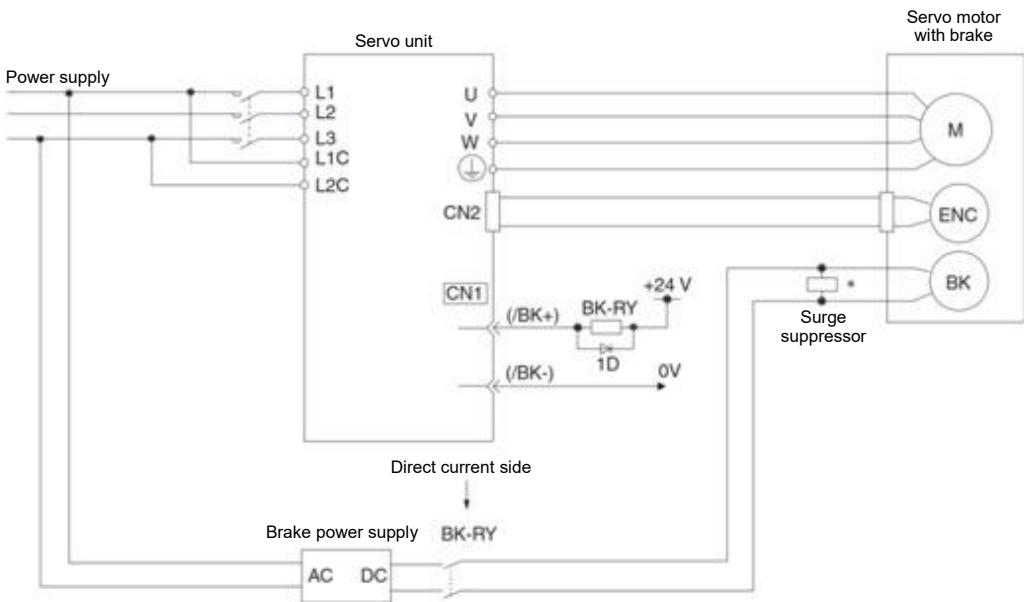 Servo motor
with brake
Servo unit
Power supply
L1
L2
L3
L1C
L2C
U
V
W
M
CN2
ENC
CN1
BK
+24 V
(/BK+)
BK-RY
*
Surge
suppressor
1D
(/BK-)
0V
Direct current side
Brake power supply
BK-RY
AC
DC